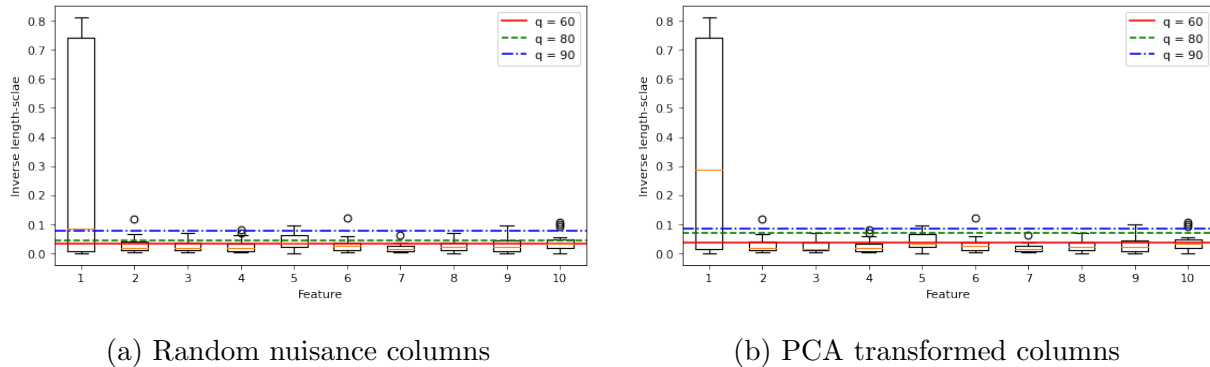 0.8
0.7
0.6
0.5
0.4
0.3
0.2
0.1
0.0
Inverse length-sclae
q = 60
q = 80
q = 90
1 2 3 4 5 6 7 8 9 10
Feature
(a) Random nuisance columns
0.8
0.7
0.6
0.5
0.4
0.3
0.2
0.1
0.0
Inverse length-sclae
q = 60
q = 80
q = 90
1 2 3 4 5 6 7 8 9 10
Feature
(b) PCA transformed columns